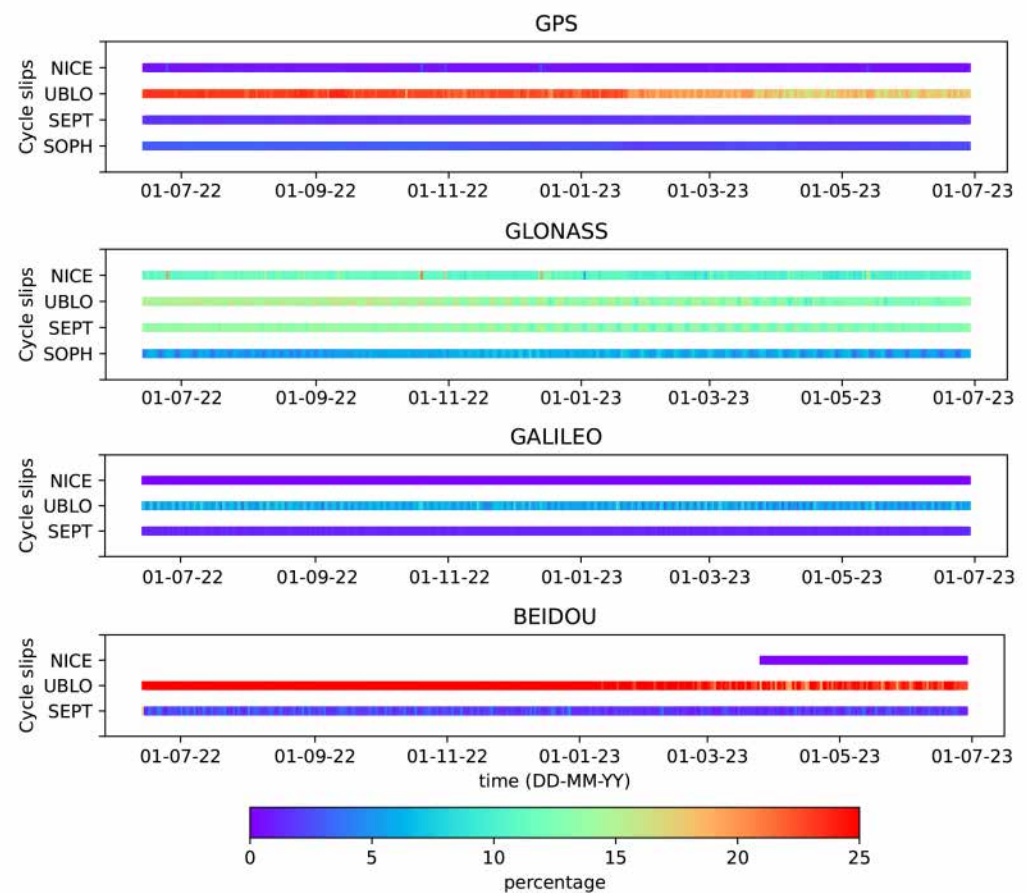 GPS
Cycle slips
NICE
UBLO
SEPT
SOPH
01-07-22 01-09-22 01-11-22 01-01-23 01-03-23 01-05-23 01-07-23
GLONASS
Cycle slips
NICE
UBLO
SEPT
SOPH
01-07-22 01-09-22 01-11-22 01-01-23 01-03-23 01-05-23 01-07-23
GALILEO
Cycle slips
NICE
UBLO
SEPT
01-07-22 01-09-22 01-11-22 01-01-23 01-03-23 01-05-23 01-07-23
BEIDOU
Cycle slips
NICE
UBLO
SEPT
01-07-22 01-09-22 01-11-22 01-01-23 01-03-23 01-05-23 01-07-23
time (DD-MM-YY)
0 5 10 15 20 25
percentage